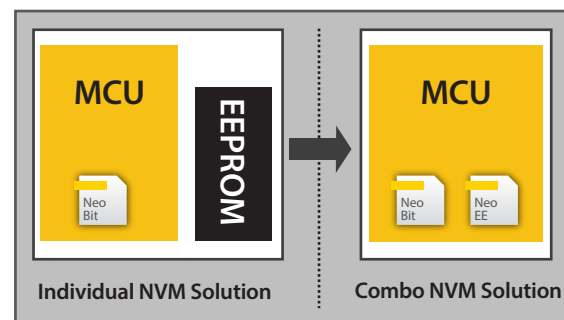 MCU
Neo
Bit
EEPROM
Individual NVM Solution
MCU
Neo
Bit
Neo
EE
Combo NVM Solution